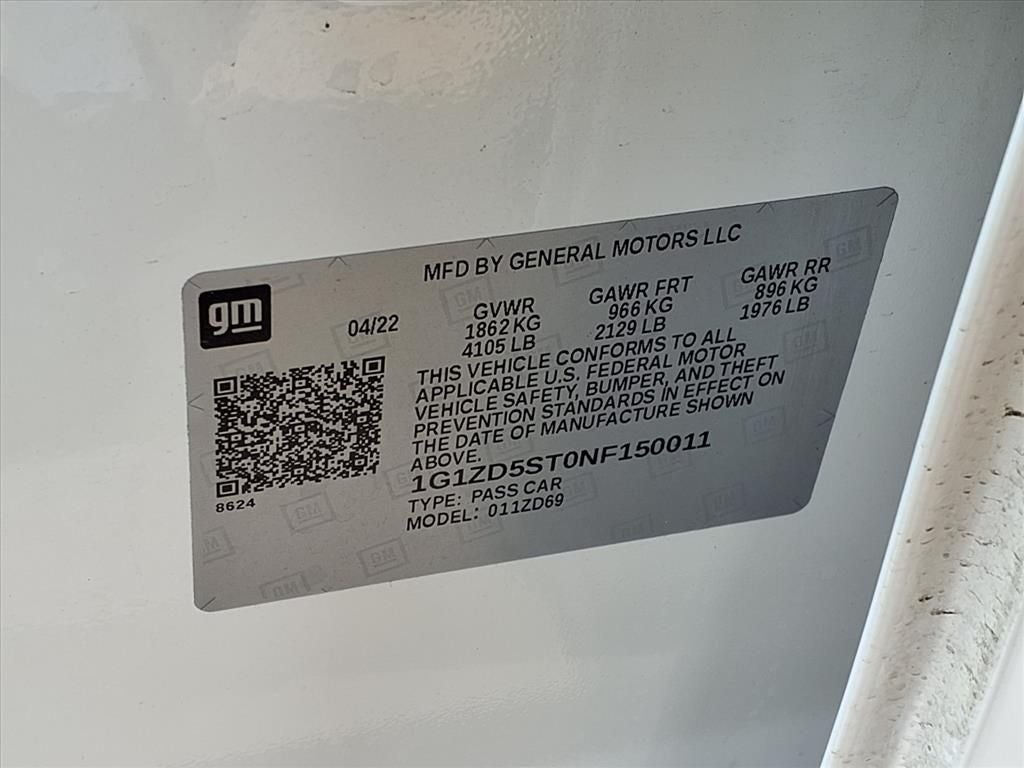 MFD BY GENERAL MOTORS LLC
gm
04/22
GVWR
1862 KG
4105 LB
GAWR FRT
966 KG
2129 LB
GAWR RR
896 KG
1976 LB
THIS VEHICLE CONFORMS TO ALL
APPLICABLE U.S. FEDERAL MOTOR
VEHICLE SAFETY, BUMPER, AND THEFT
PREVENTION STANDARDS IN EFFECT ON
THE DATE OF MANUFACTURE SHOWN
ABOVE.
1G1ZD5ST0NF150011
TYPE: PASS CAR
MODEL: 011ZD69
8624